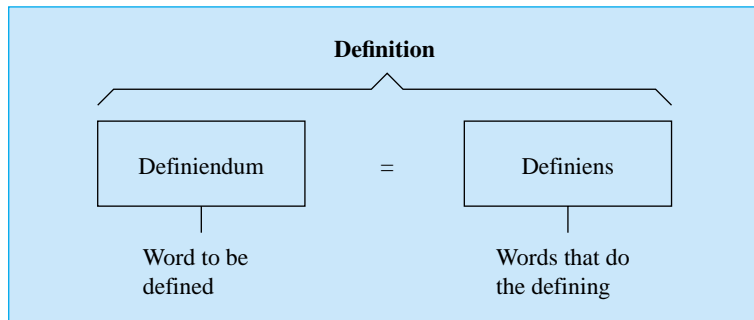 Definition
Definiendum = Definiens
Word to be Words that do
defined the defining